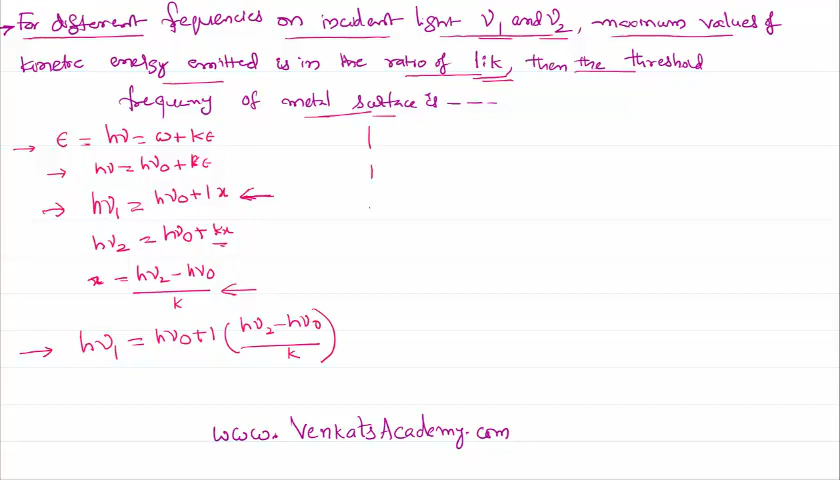 → For different fequencies on incident light ν₁ and ν₂, maximum values of
kinetic energy emitted is in the ratio of 1:k, then the threshold
frequency of metal surface is ----
→ E = hν = ω + KE
→ hν = hν₀ + KE
→ hν₁ = hν₀ + 1x ←
hν₂ = hν₀ + kx
x = (hν₂ - hν₀)/k ←
→ hν₁ = hν₀ + 1 ((hν₂ - hν₀)/k)
www.VenkatsAcademy.com